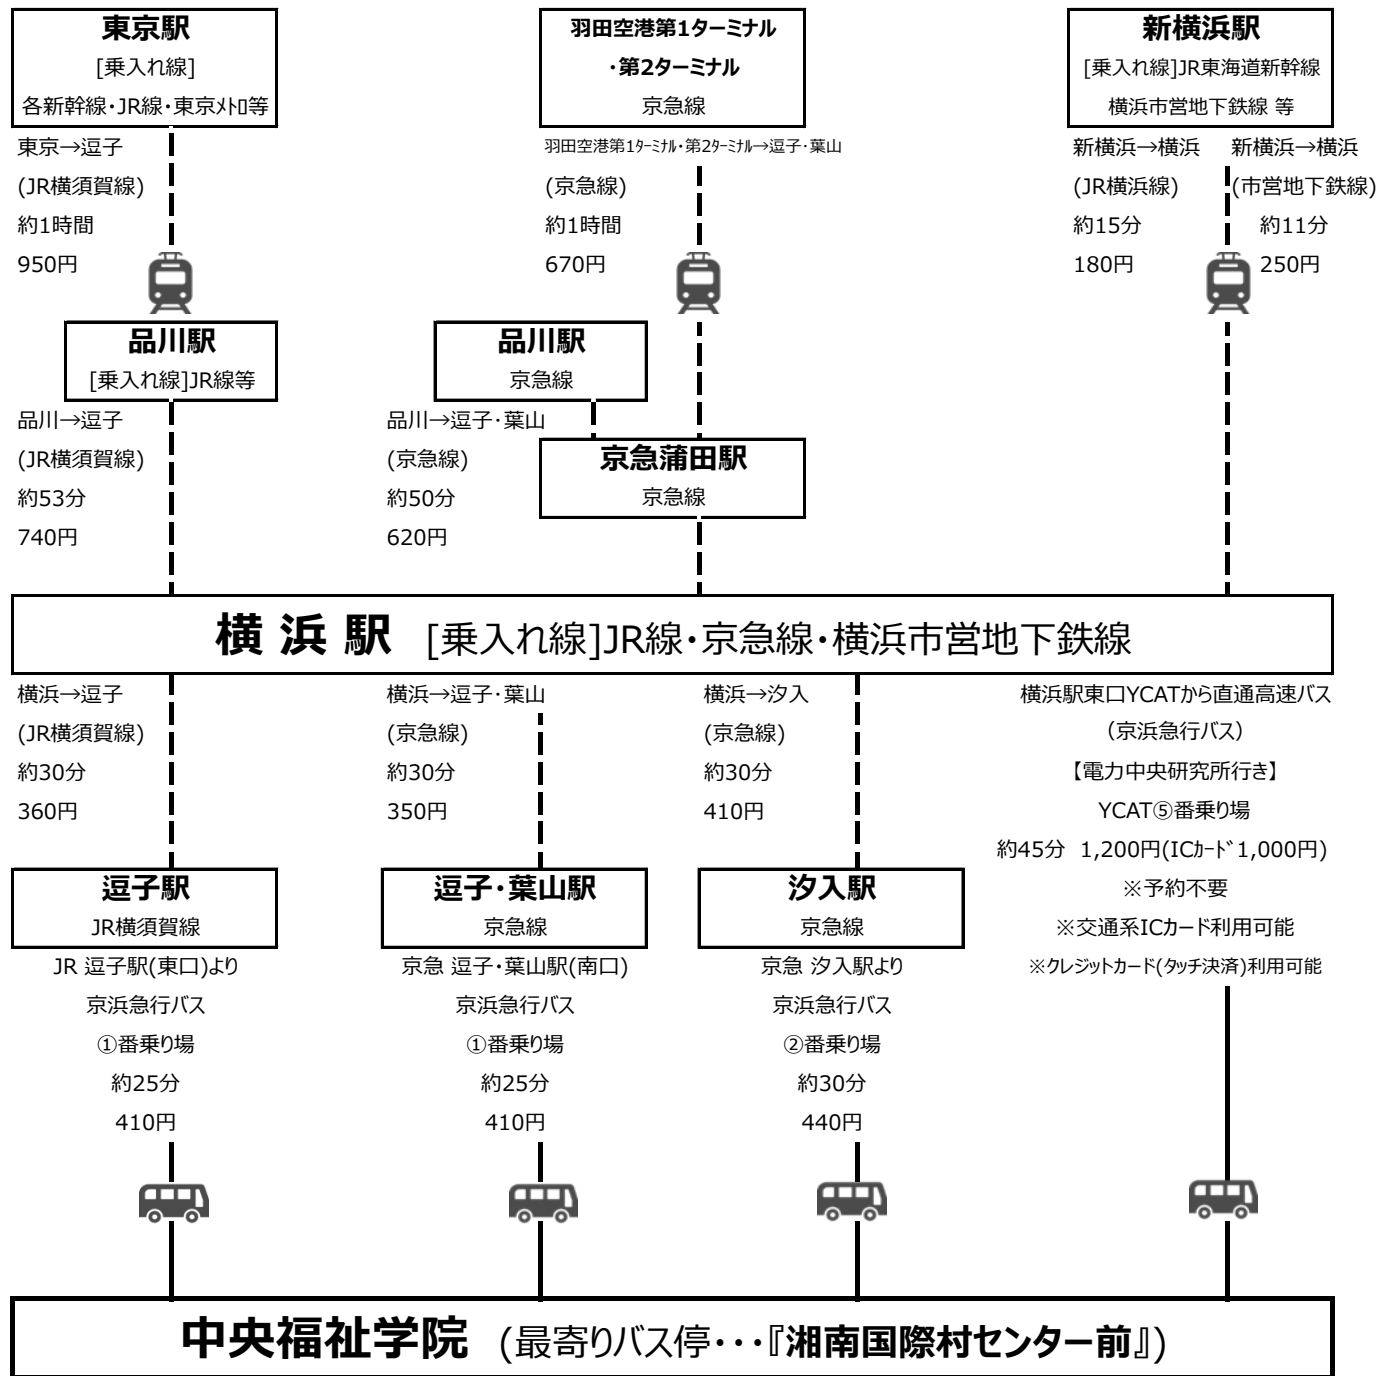 東京駅
[乗入れ線]
各新幹線・JR線・東京ﾒﾄﾛ等
東京→逗子
(JR横須賀線)
約1時間
950円
品川駅
[乗入れ線]JR線等
品川→逗子
(JR横須賀線)
約53分
740円
羽田空港第1ターミナル
・第2ターミナル
京急線
羽田空港第1ﾀｰﾐﾅﾙ・第2ﾀｰﾐﾅﾙ→逗子・葉山
(京急線)
約1時間
670円
品川駅
京急線
品川→逗子・葉山
(京急線)
約50分
620円
京急蒲田駅
京急線
新横浜駅
[乗入れ線]JR東海道新幹線
横浜市営地下鉄線 等
新横浜→横浜
(JR横浜線)
約15分
180円
新横浜→横浜
(市営地下鉄線)
約11分
250円
横 浜 駅 [乗入れ線]JR線・京急線・横浜市営地下鉄線
横浜→逗子
(JR横須賀線)
約30分
360円
逗子駅
JR横須賀線
JR 逗子駅(東口)より
京浜急行バス
①番乗り場
約25分
410円
横浜→逗子・葉山
(京急線)
約30分
350円
逗子・葉山駅
京急線
京急 逗子・葉山駅(南口)
京浜急行バス
①番乗り場
約25分
410円
横浜→汐入
(京急線)
約30分
410円
汐入駅
京急線
京急 汐入駅より
京浜急行バス
②番乗り場
約30分
440円
横浜駅東口YCATから直通高速バス
（京浜急行バス）
【電力中央研究所行き】
YCAT⑤番乗り場
約45分 1,200円(ICｶｰﾄﾞ1,000円)
※予約不要
※交通系ICカード利用可能
※クレジットカード(タッチ決済)利用可能
中央福祉学院 (最寄りバス停・・・『湘南国際村センター前』)